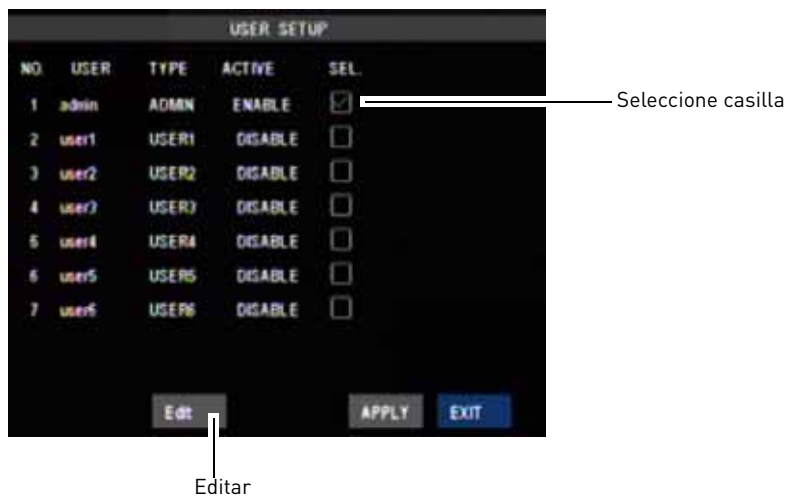 USER SETUP
NO. USER TYPE ACTIVE SEL.
1 admin ADMIN ENABLE
2 user1 USER1 DISABLE
3 user2 USER2 DISABLE
4 user3 USER3 DISABLE
5 user4 USER4 DISABLE
6 user5 USER5 DISABLE
7 user6 USER6 DISABLE
Seleccione casilla
Edit APPLY EXIT
Editar